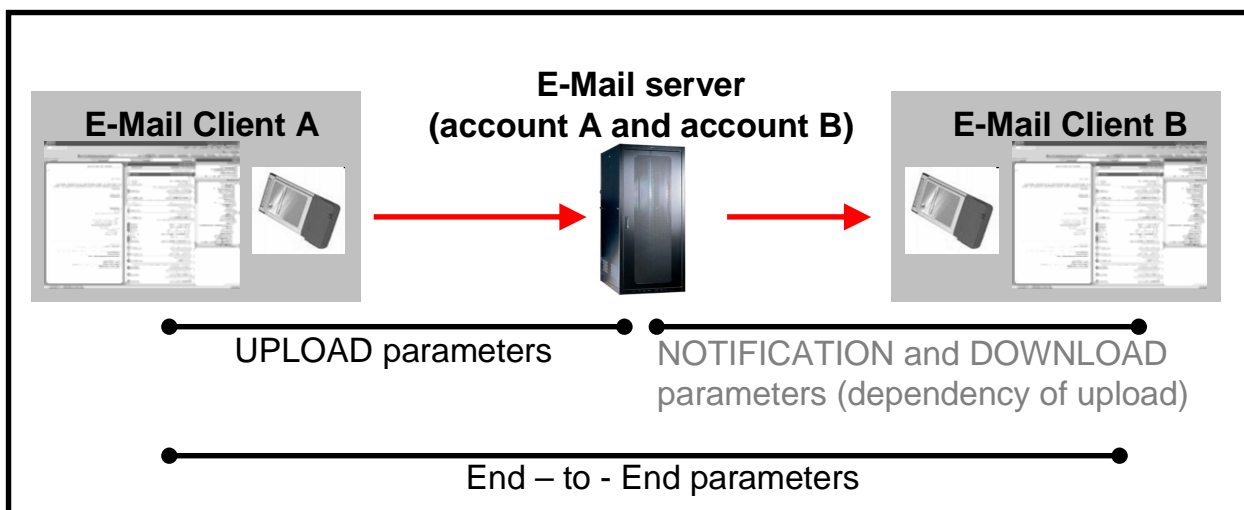 E-Mail server
(account A and account B)
E-Mail Client A
E-Mail Client B
UPLOAD parameters
NOTIFICATION and DOWNLOAD
parameters (dependency of upload)
End – to - End parameters